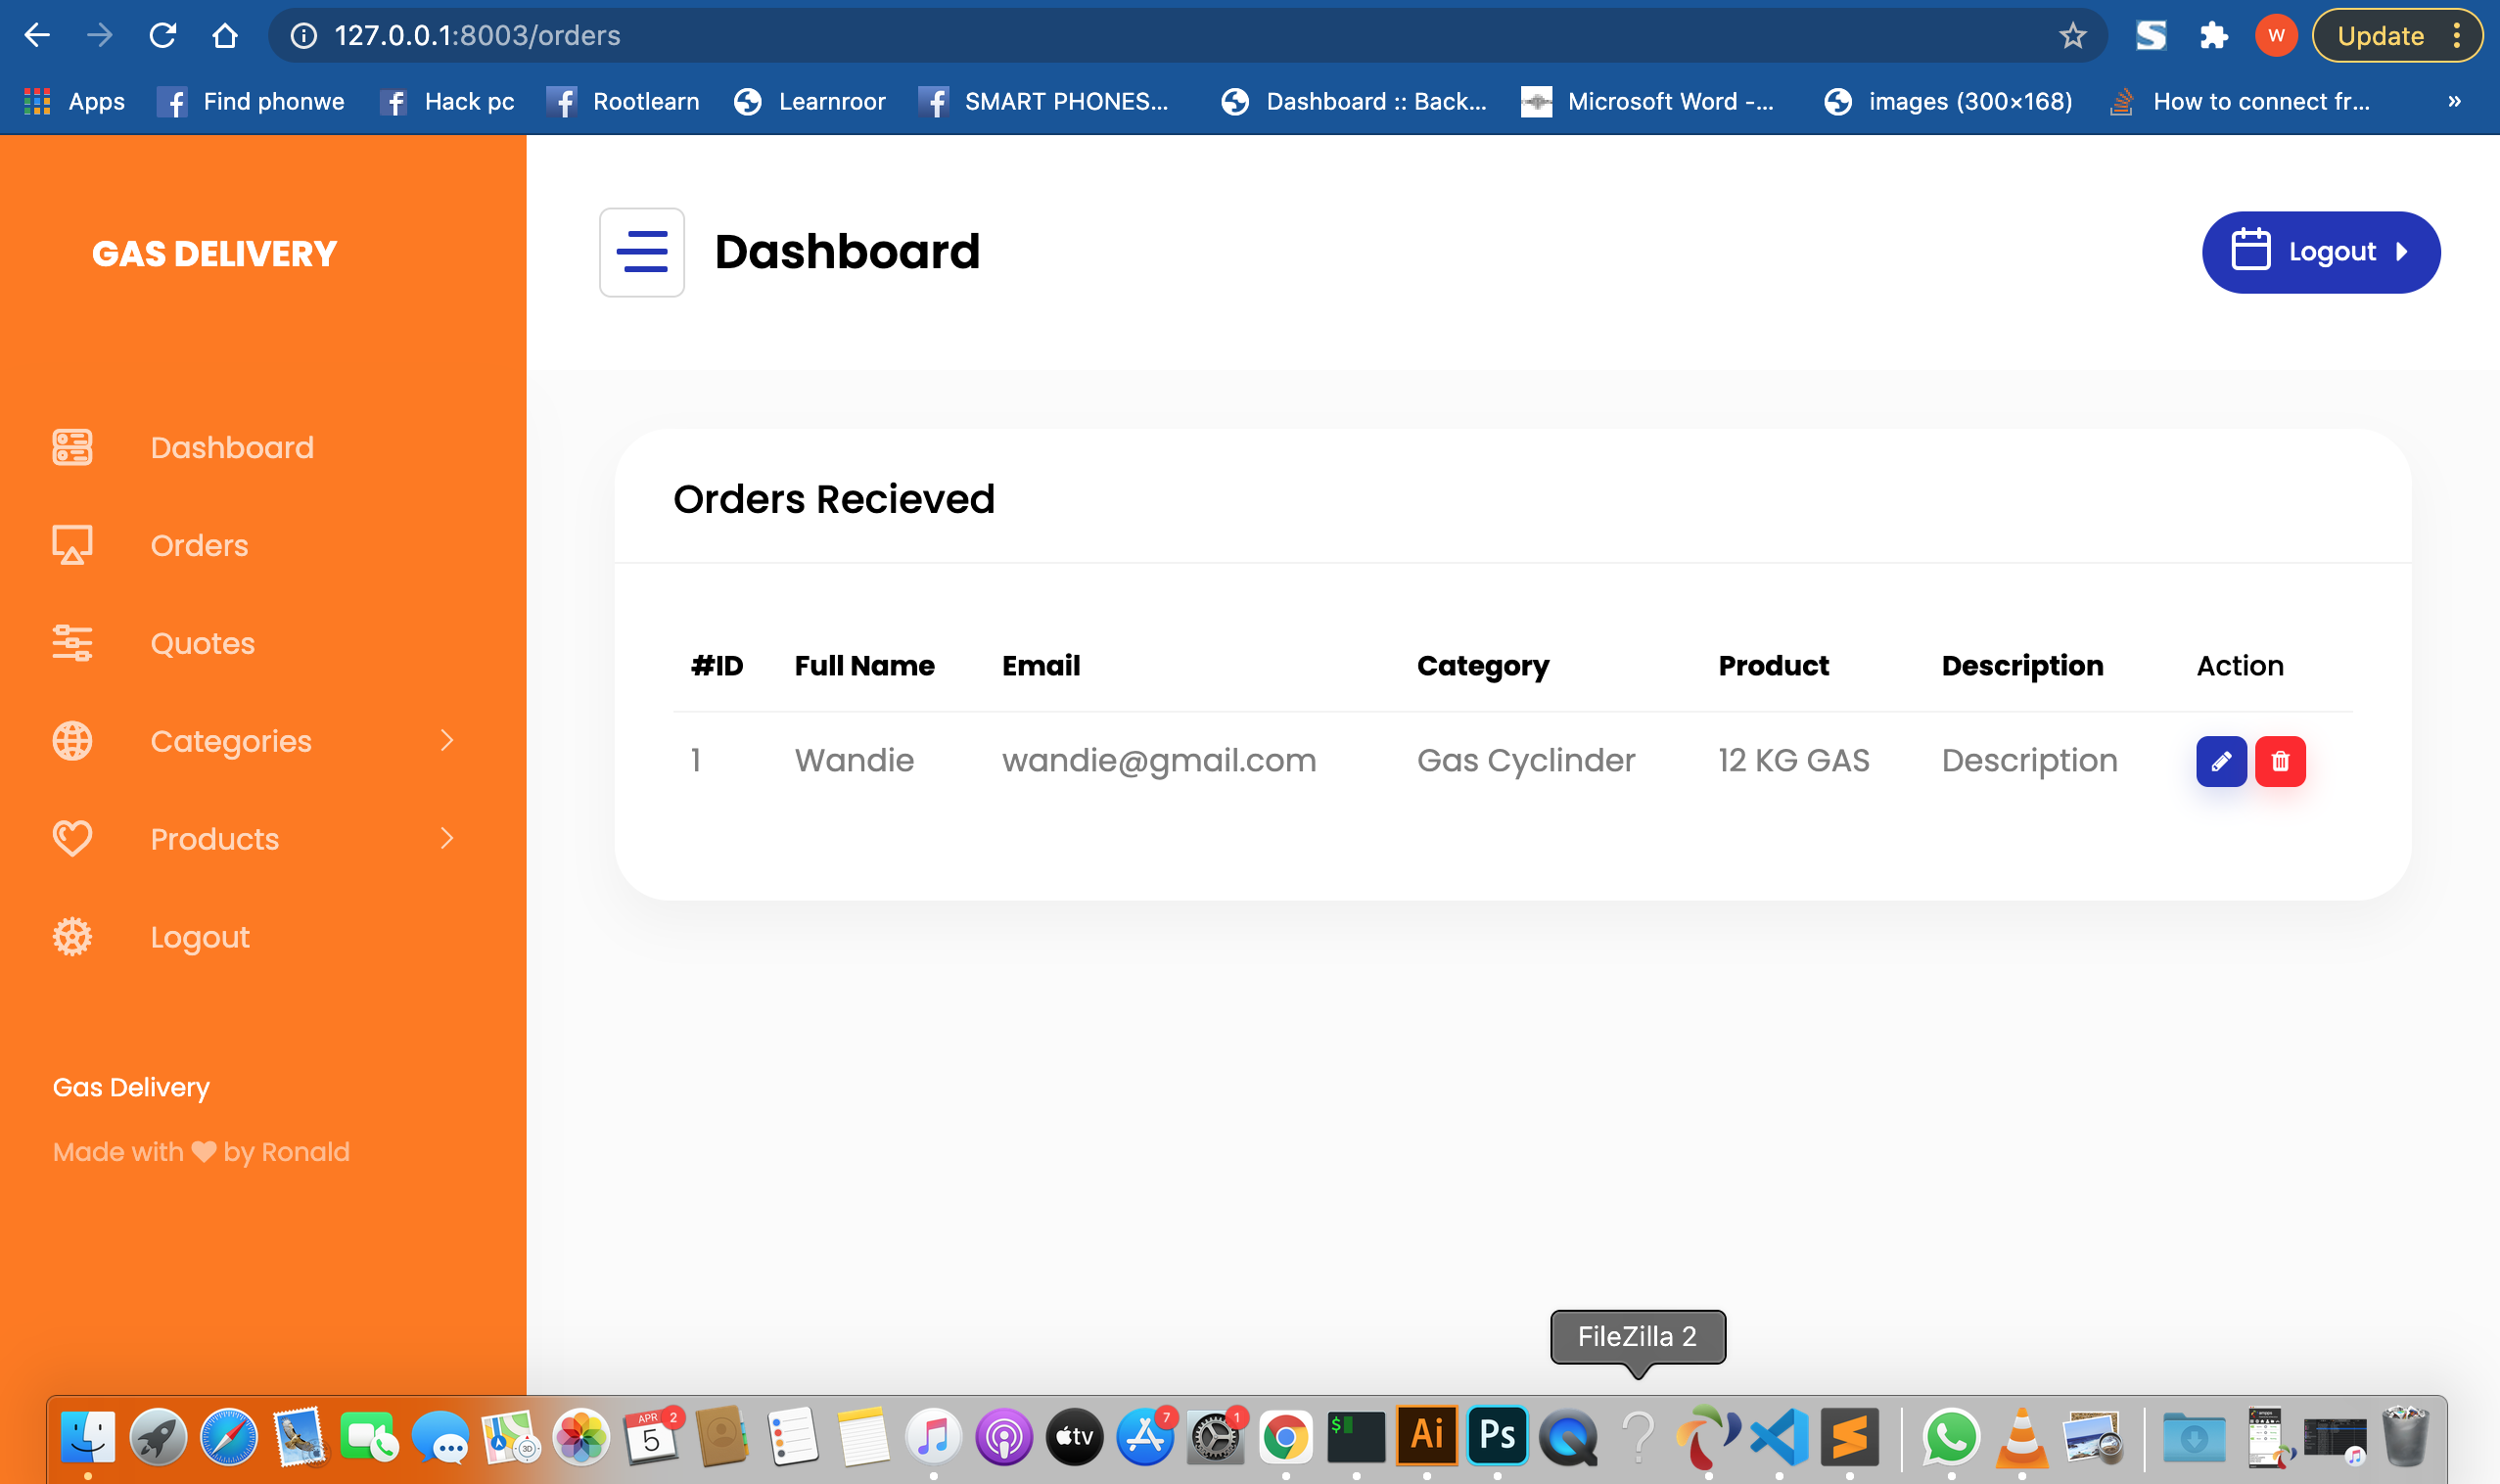 127.0.0.1:8003/orders
Update
W
Apps
Find phonwe
Hack pc
Rootlearn
Learnroor
SMART PHONES...
Dashboard :: Back...
Microsoft Word -...
images (300×168)
How to connect fr...
»
GAS DELIVERY
Dashboard
Logout
Dashboard
Orders
Quotes
Categories
Products
Logout
Gas Delivery
Made with by Ronald
Orders Recieved
#ID Full Name Email Category Product Description Action
1 Wandie wandie@gmail.com Gas Cyclinder 12 KG GAS Description
FileZilla 2
APR
5
2
3D
tv
7
1
$
Ai
Ps
?